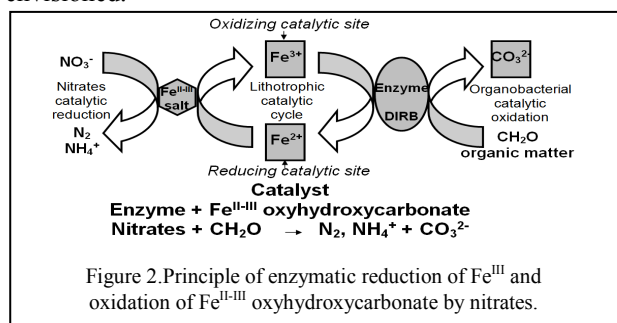 envisioned.
Oxidizing catalytic site
NO₃⁻
Nitrates
catalytic
reduction
N₂
NH₄⁺
Feᴵᴵ⁻ᴵᴵᴵ
salt
Fe³⁺
Lithotrophic
catalytic
cycle
Fe²⁺
Reducing catalytic site
Enzyme
DIRB
CO₃²⁻
Organobacterial
catalytic
oxidation
CH₂O
organic matter
Catalyst
Enzyme + Feᴵᴵ⁻ᴵᴵᴵ oxyhydroxycarbonate
Nitrates + CH₂O → N₂, NH₄⁺ + CO₃²⁻
Figure 2.Principle of enzymatic reduction of Feᴵᴵᴵ and
oxidation of Feᴵᴵ⁻ᴵᴵᴵ oxyhydroxycarbonate by nitrates.